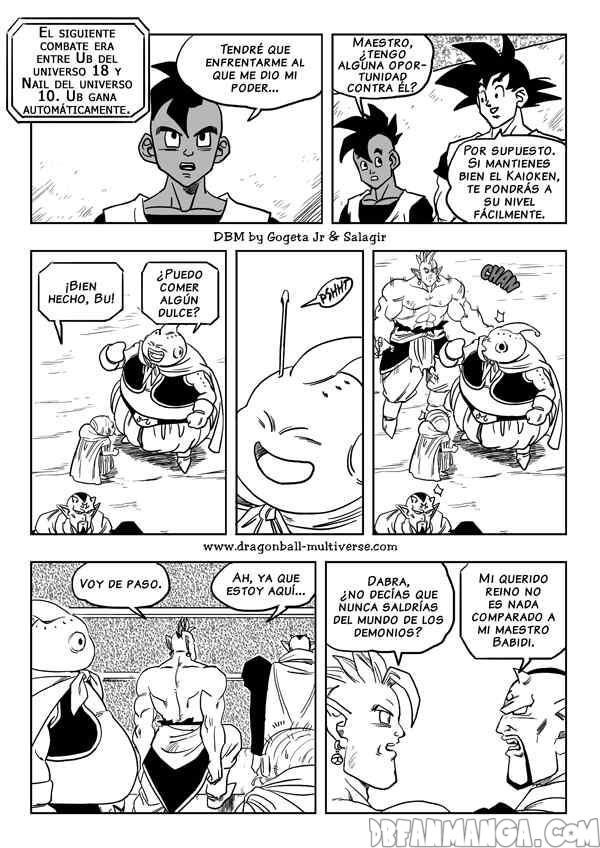 El siguiente
combate era
entre Ub del
universo 18 y
Nail del universo
10. Ub gana
automáticamente.
Tendré que
enfrentarme al
que me dio mi
poder...
Maestro,
¿tengo
alguna opor-
tunidad
contra él?
Por supuesto.
Si mantienes
bien el Kaioken,
te pondrás a
su nivel
fácilmente.
DBM by Gogeta Jr & Salagir
¡Bien
hecho, Bu!
¿Puedo
comer
algún
dulce?
PSHHT
CHAN
www.dragonball-multiverse.com
Voy de paso.
Ah, ya que
estoy aquí...
Dabra,
¿no decías que
nunca saldrías
del mundo de los
demonios?
Mi querido
reino no
es nada
comparado a
mi maestro
Babidi.
DBFANMANGA.COM